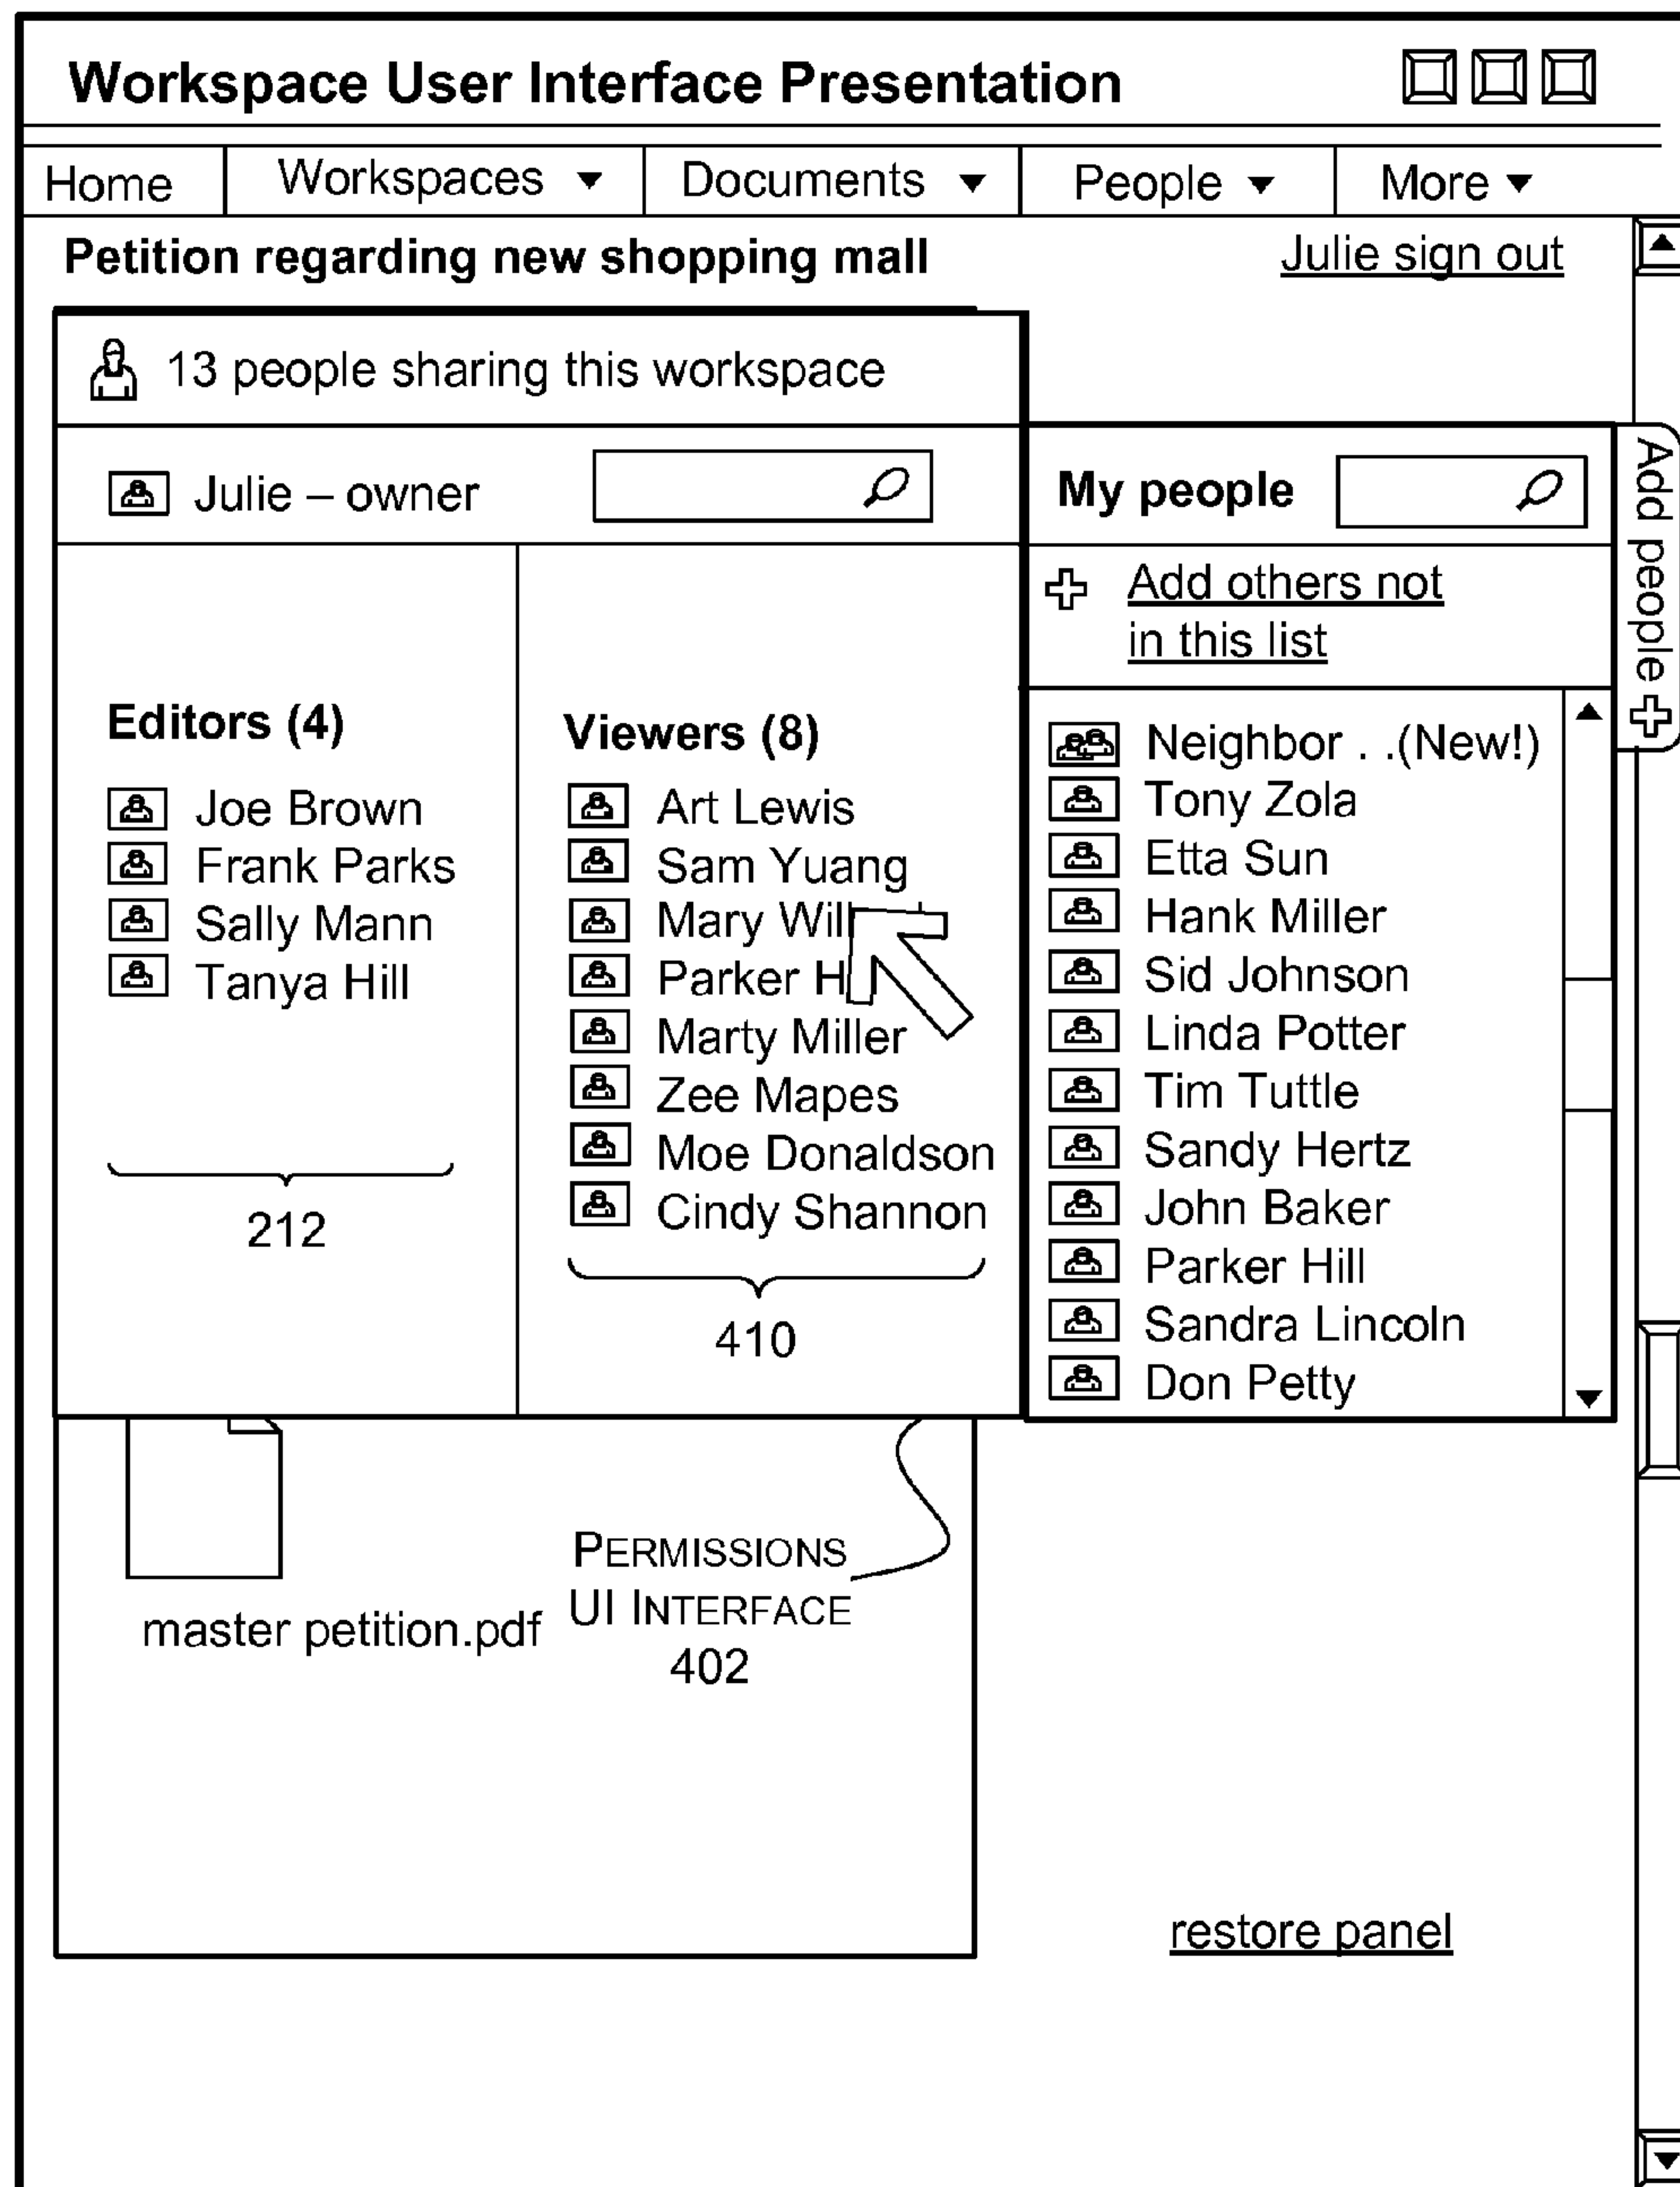 Workspace User Interface Presentation
Home Workspaces Documents People More
Petition regarding new shopping mall Julie sign out
13 people sharing this workspace
Julie – owner
Editors (4)
Joe Brown
Frank Parks
Sally Mann
Tanya Hill
212
Viewers (8)
Art Lewis
Sam Yuang
Mary
Parker
Marty Miller
Zee Mapes
Moe Donaldson
Cindy Shannon
410
My people
Add others not
in this list
Neighbor . .(New!)
Tony Zola
Etta Sun
Hank Miller
Sid Johnson
Linda Potter
Tim Tuttle
Sandy Hertz
John Baker
Parker Hill
Sandra Lincoln
Don Petty
Add people
master petition.pdf
PERMISSIONS
UI INTERFACE
402
restore panel